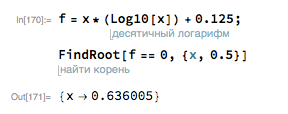 In[170]:= f = x * (Log10[x]) + 0.125;
десятичный логарифм
FindRoot[f == 0, {x, 0.5}]
найти корень
Out[171]= {x → 0.636005}